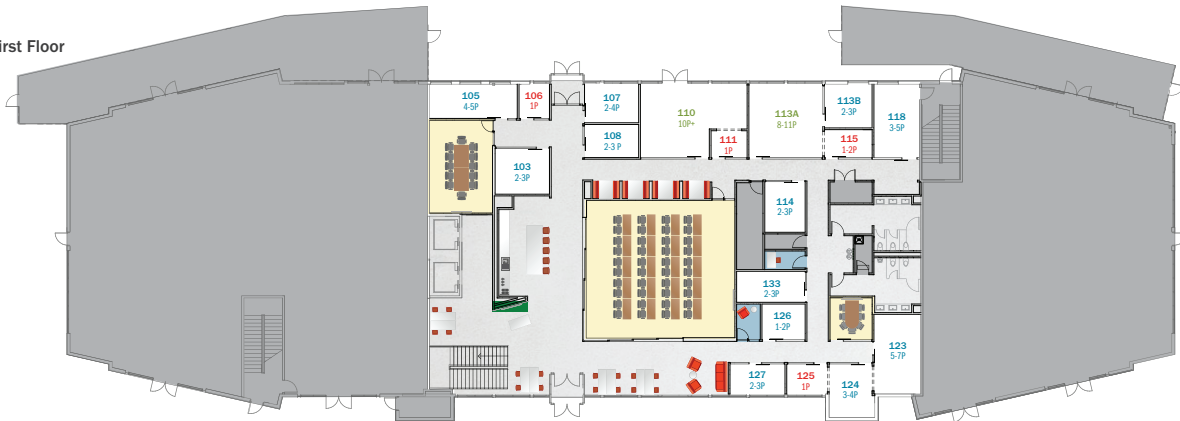 irst Floor
105
4-5P
106
1P
107
2-4P
108
2-3 P
103
2-3P
110
10P+
111
1P
113A
8-11P
113B
2-3P
115
1-2P
118
3-5P
114
2-3P
133
2-3P
126
1-2P
127
2-3P
125
1P
124
3-4P
123
5-7P